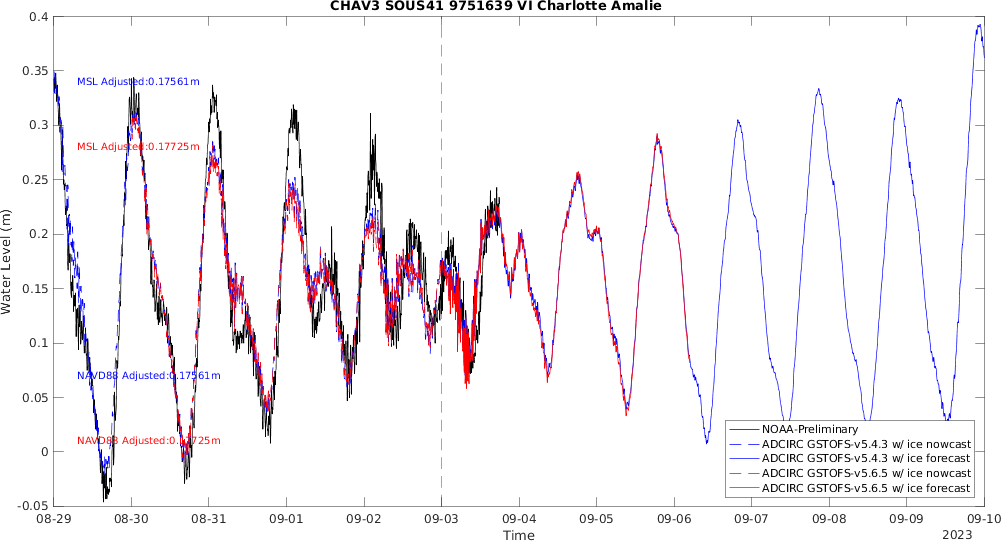 CHAV3 SOUS41 9751639 VI Charlotte Amalie
0.4
0.35
0.3
0.25
0.2
0.15
0.1
0.05
0
-0.05
Water Level (m)
MSL Adjusted:0.17561m
MSL Adjusted:0.17725m
NAVD88 Adjusted:0.17561m
NAVD88 Adjusted:0.17725m
NOAA-Preliminary
ADCIRC GSTOFS-v5.4.3 w/ ice nowcast
ADCIRC GSTOFS-v5.4.3 w/ ice forecast
ADCIRC GSTOFS-v5.6.5 w/ ice nowcast
ADCIRC GSTOFS-v5.6.5 w/ ice forecast
08-29 08-30 08-31 09-01 09-02 09-03 09-04 09-05 09-06 09-07 09-08 09-09 09-10
Time
2023